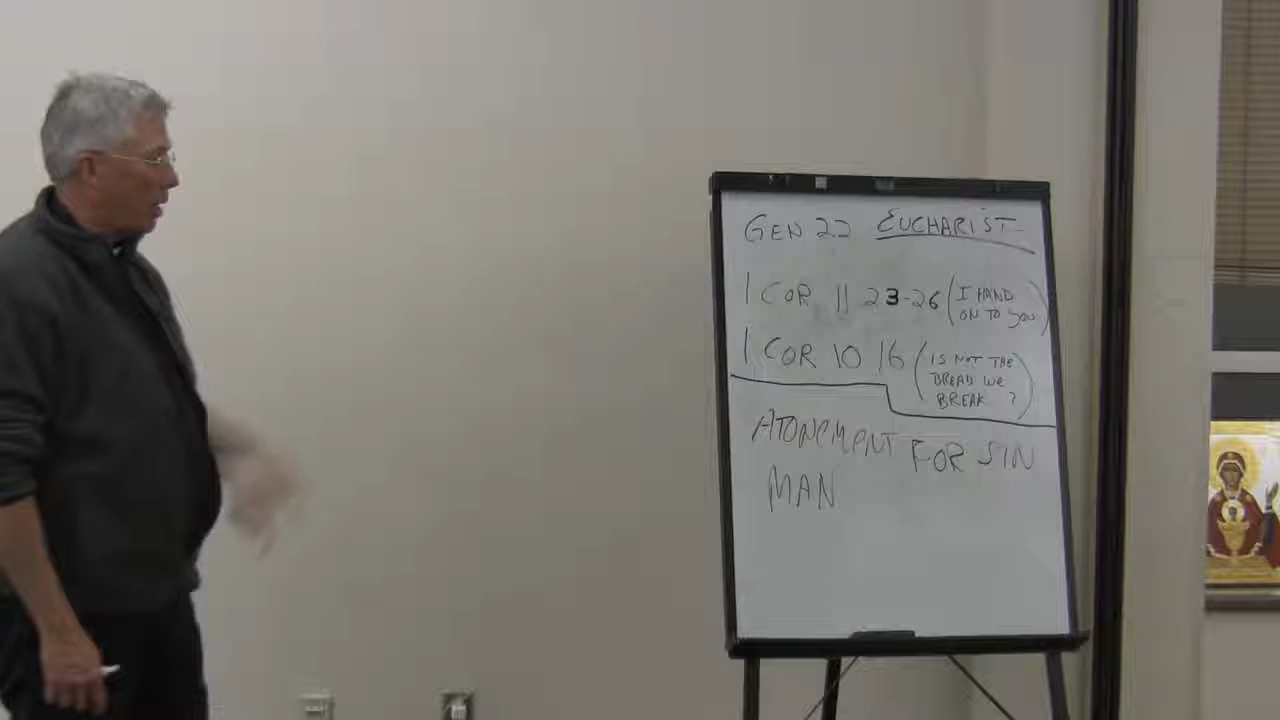 GEN 22 EUCHARIST
1 COR 11 23-26 (I HAND
ON TO YOU)
1 COR 10 16 (IS NOT THE
BREAD WE
BREAK ?)
ATONEMENT FOR SIN
MAN